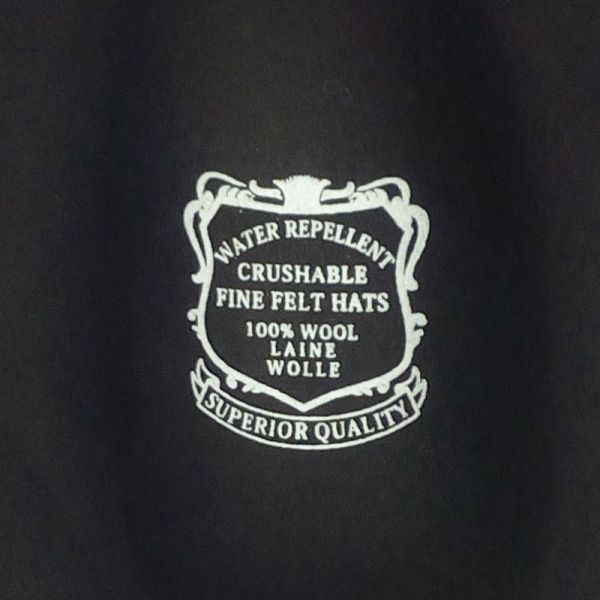 WATER REPELLENT
CRUSHABLE
FINE FELT HATS
100% WOOL
LAINE
WOLLE
SUPERIOR QUALITY